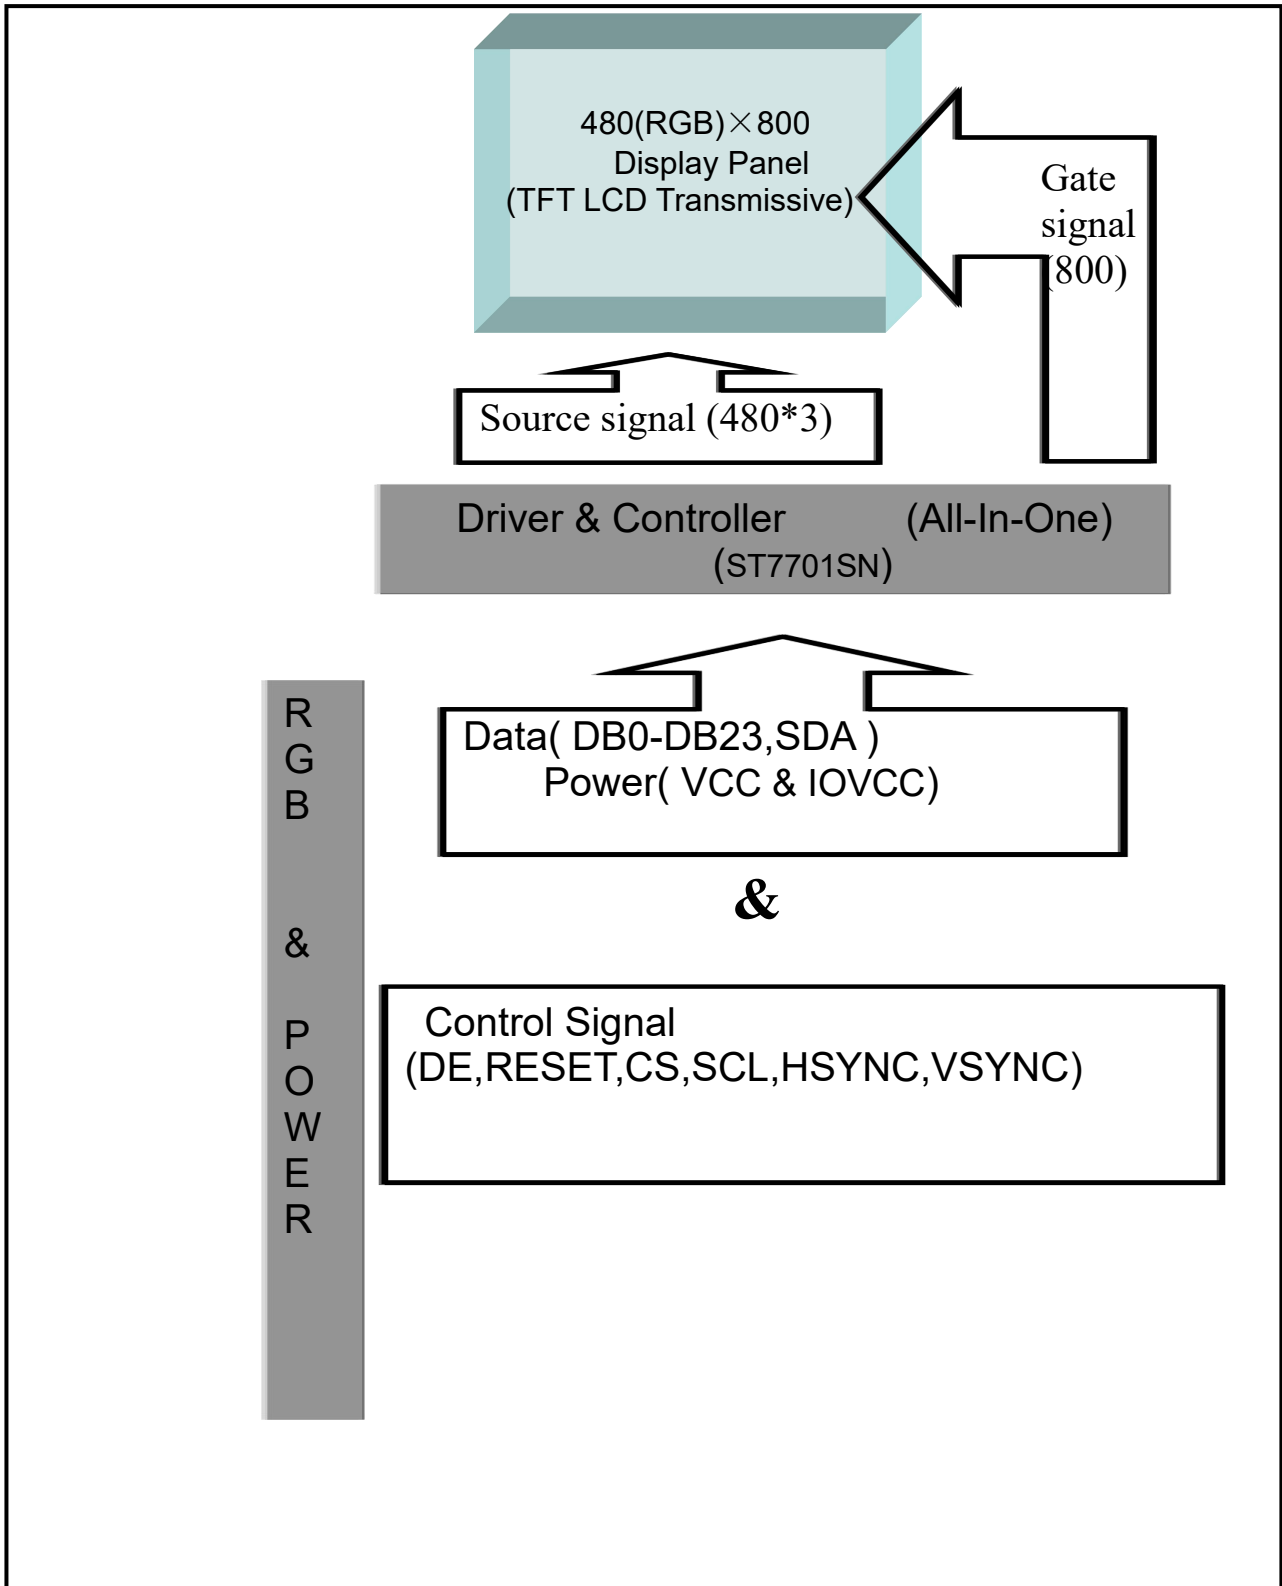 480(RGB)×800
Display Panel
(TFT LCD Transmissive)
Gate
signal
(800)
Source signal (480*3)
Driver & Controller (All-In-One)
(ST7701SN)
R
G
B
&
P
O
W
E
R
Data( DB0-DB23,SDA )
Power( VCC & IOVCC)
&
Control Signal
(DE,RESET,CS,SCL,HSYNC,VSYNC)